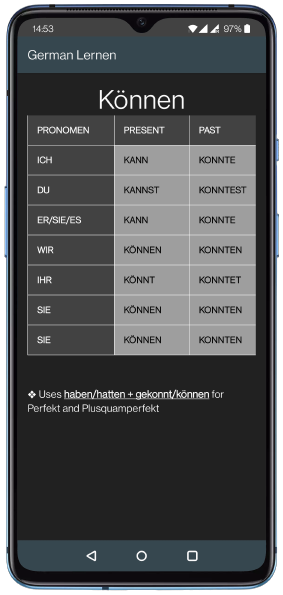 14:53 97%
German Lernen
Können
PRONOMEN PRESENT PAST
ICH KANN KONNTE
DU KANNST KONNTEST
ER/SIE/ES KANN KONNTE
WIR KÖNNEN KONNTEN
IHR KÖNNT KONNTET
SIE KÖNNEN KONNTEN
SIE KÖNNEN KONNTEN
❖ Uses haben/hatten + gekonnt/können for
Perfekt and Plusquamperfekt